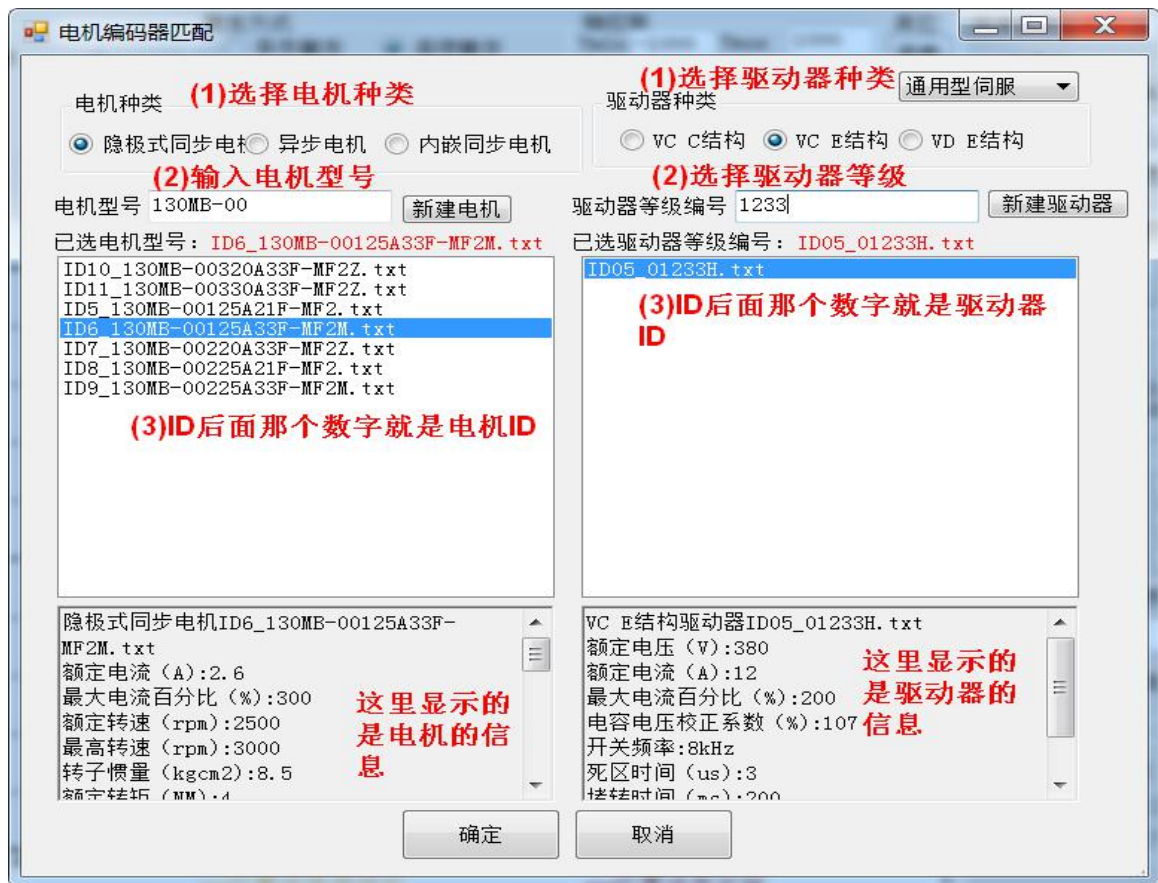 电机编码器匹配
(1)选择电机种类
(1)选择驱动器种类
通用型伺服
电机种类
驱动器种类
隐极式同步电机 异步电机 内嵌同步电机
VC C结构 VC E结构 VD E结构
(2)输入电机型号
(2)选择驱动器等级
电机型号 130MB-00 新建电机
驱动器等级编号 1233 新建驱动器
已选电机型号: ID6_130MB-00125A33F-MF2M.txt
已选驱动器等级编号: ID05_01233H.txt
ID10_130MB-00320A33F-MF2Z.txt
ID11_130MB-00330A33F-MF2Z.txt
ID5_130MB-00125A21F-MF2.txt
ID6_130MB-00125A33F-MF2M.txt
ID7_130MB-00220A33F-MF2Z.txt
ID8_130MB-00225A21F-MF2.txt
ID9_130MB-00225A33F-MF2M.txt
(3)ID后面那个数字就是电机ID
ID05_01233H.txt
(3)ID后面那个数字就是驱动器
ID
隐极式同步电机ID6_130MB-00125A33F-
MF2M.txt
额定电流(A):2.6
最大电流百分比(%):300
额定转速(rpm):2500
最高转速(rpm):3000
转子惯量(kgcm2):8.5
额定转矩(NM):4
这里显示的
是电机的信
息
VC E结构驱动器ID05_01233H.txt
额定电压(V):380
额定电流(A):12
最大电流百分比(%):200
电容电压校正系数(%):107
开关频率:8kHz
死区时间(us):3
堵转时间(ms):200
这里显示的
是驱动器的
信息
确定
取消